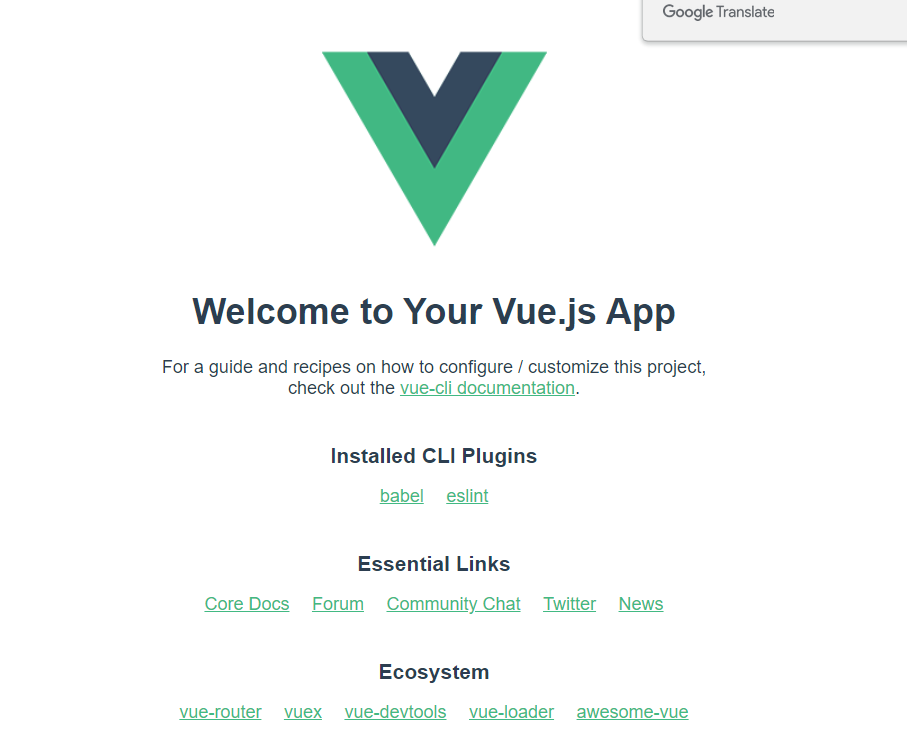 Google Translate
Welcome to Your Vue.js App
For a guide and recipes on how to configure / customize this project,
check out the vue-cli documentation.
Installed CLI Plugins
babel eslint
Essential Links
Core Docs Forum Community Chat Twitter News
Ecosystem
vue-router vuex vue-devtools vue-loader awesome-vue